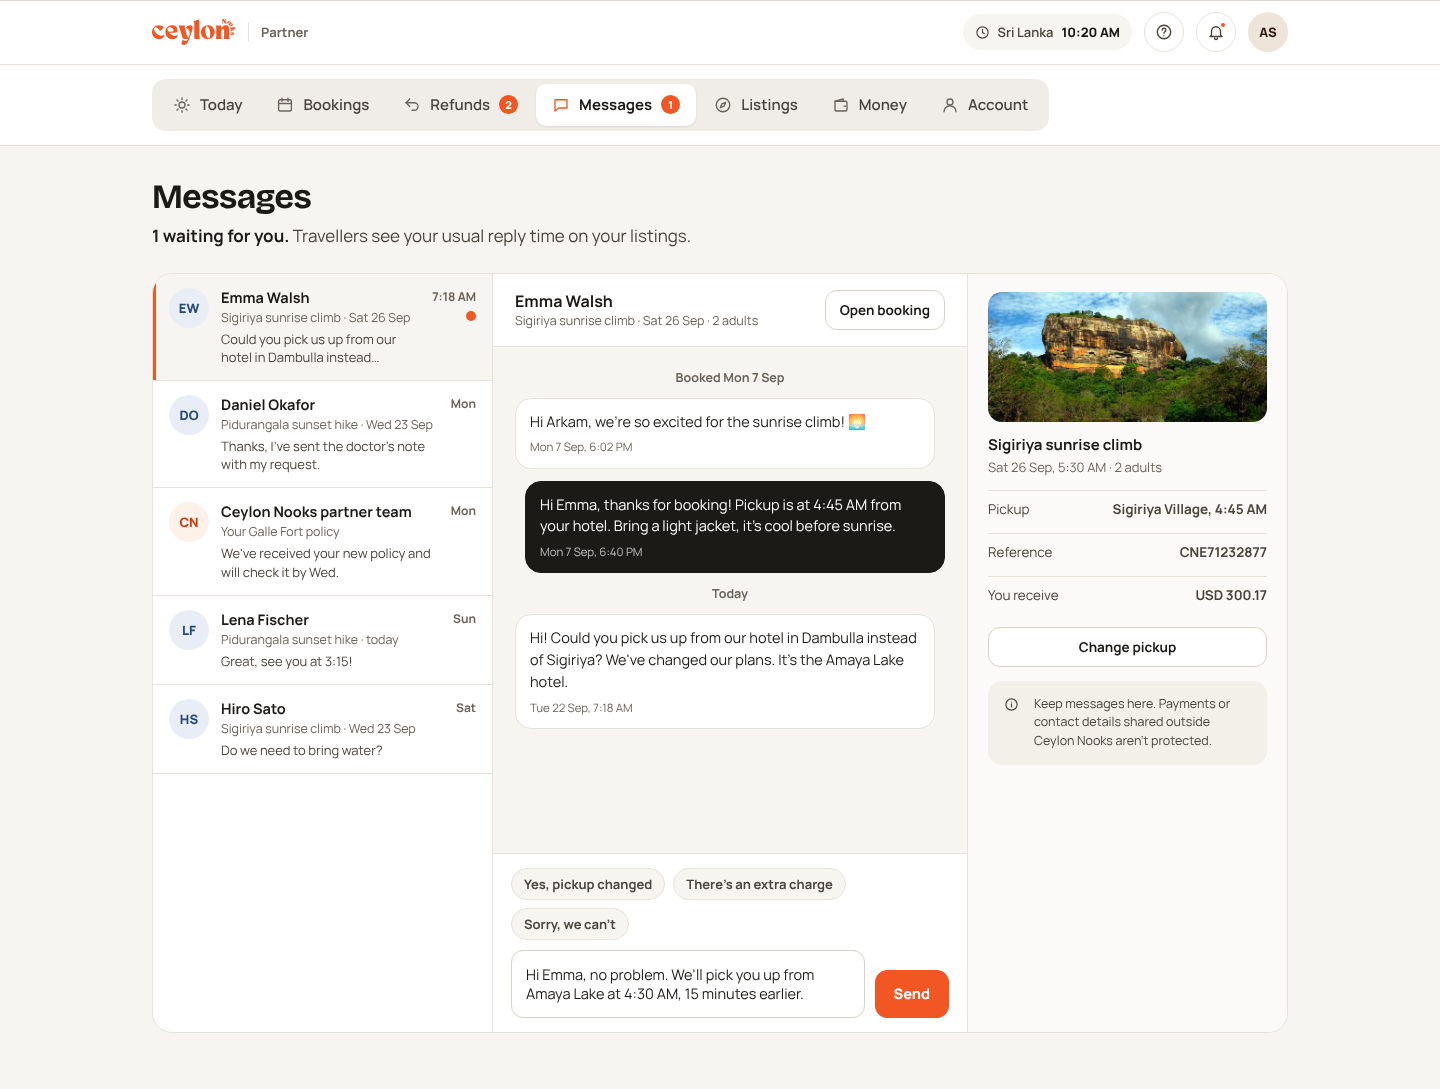 ceylon
Nooks
Partner
Sri Lanka 10:20 AM
AS
Today
Bookings
Refunds 2
Messages 1
Listings
Money
Account
Messages
1 waiting for you. Travellers see your usual reply time on your listings.
EW
Emma Walsh
7:18 AM
Sigiriya sunrise climb · Sat 26 Sep
Could you pick us up from our
hotel in Dambulla instead…
DO
Daniel Okafor
Mon
Pidurangala sunset hike · Wed 23 Sep
Thanks, I've sent the doctor's note
with my request.
CN
Ceylon Nooks partner team
Mon
Your Galle Fort policy
We've received your new policy and
will check it by Wed.
LF
Lena Fischer
Sun
Pidurangala sunset hike · today
Great, see you at 3:15!
HS
Hiro Sato
Sat
Sigiriya sunrise climb · Wed 23 Sep
Do we need to bring water?
Emma Walsh
Sigiriya sunrise climb · Sat 26 Sep · 2 adults
Open booking
Booked Mon 7 Sep
Hi Arkam, we're so excited for the sunrise climb! 🌅
Mon 7 Sep, 6:02 PM
Hi Emma, thanks for booking! Pickup is at 4:45 AM from
your hotel. Bring a light jacket, it's cool before sunrise.
Mon 7 Sep, 6:40 PM
Today
Hi! Could you pick us up from our hotel in Dambulla instead
of Sigiriya? We've changed our plans. It's the Amaya Lake
hotel.
Tue 22 Sep, 7:18 AM
Yes, pickup changed
There's an extra charge
Sorry, we can't
Hi Emma, no problem. We'll pick you up from
Amaya Lake at 4:30 AM, 15 minutes earlier.
Send
Sigiriya sunrise climb
Sat 26 Sep, 5:30 AM · 2 adults
Pickup
Sigiriya Village, 4:45 AM
Reference
CNE71232877
You receive
USD 300.17
Change pickup
Keep messages here. Payments or
contact details shared outside
Ceylon Nooks aren't protected.